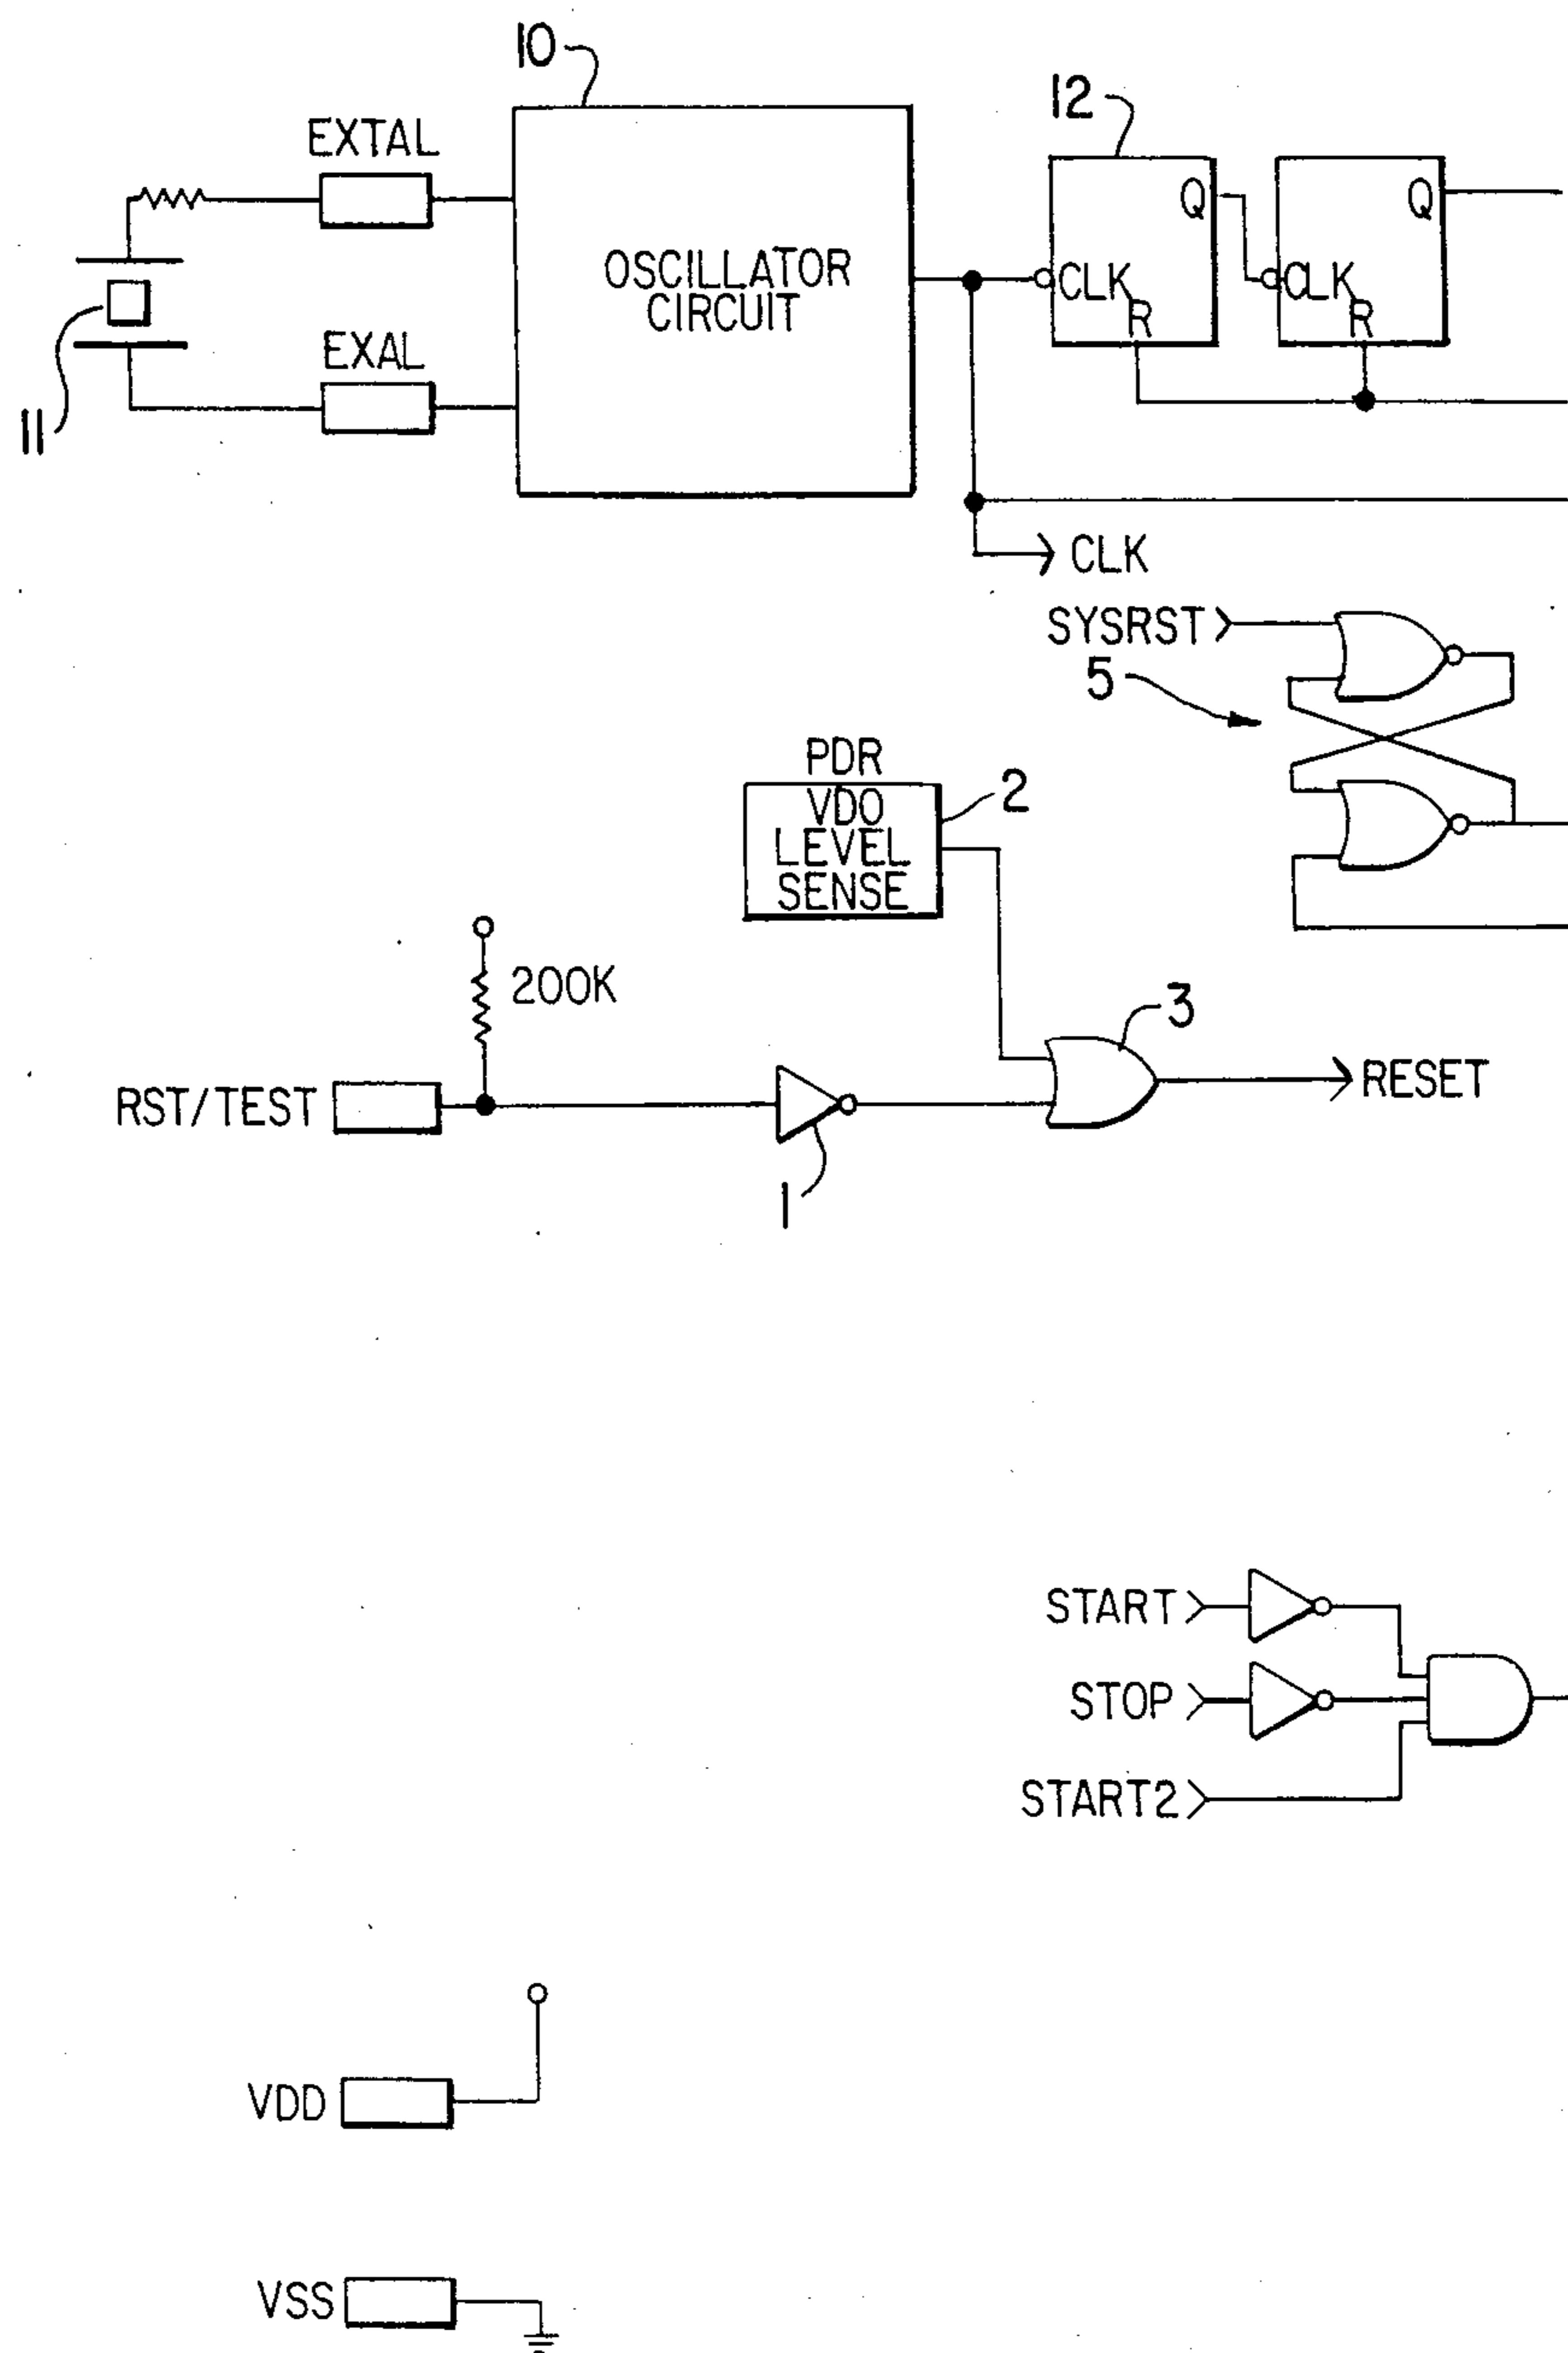 10
12
EXTAL
Q
Q
OSCILLATOR
CIRCUIT
CLK
R
CLK
R
EXAL
11
CLK
SYSRST
5
PDR
VDO
LEVEL
SENSE
2
200K
3
RST/TEST
RESET
1
START
STOP
START2
VDD
VSS